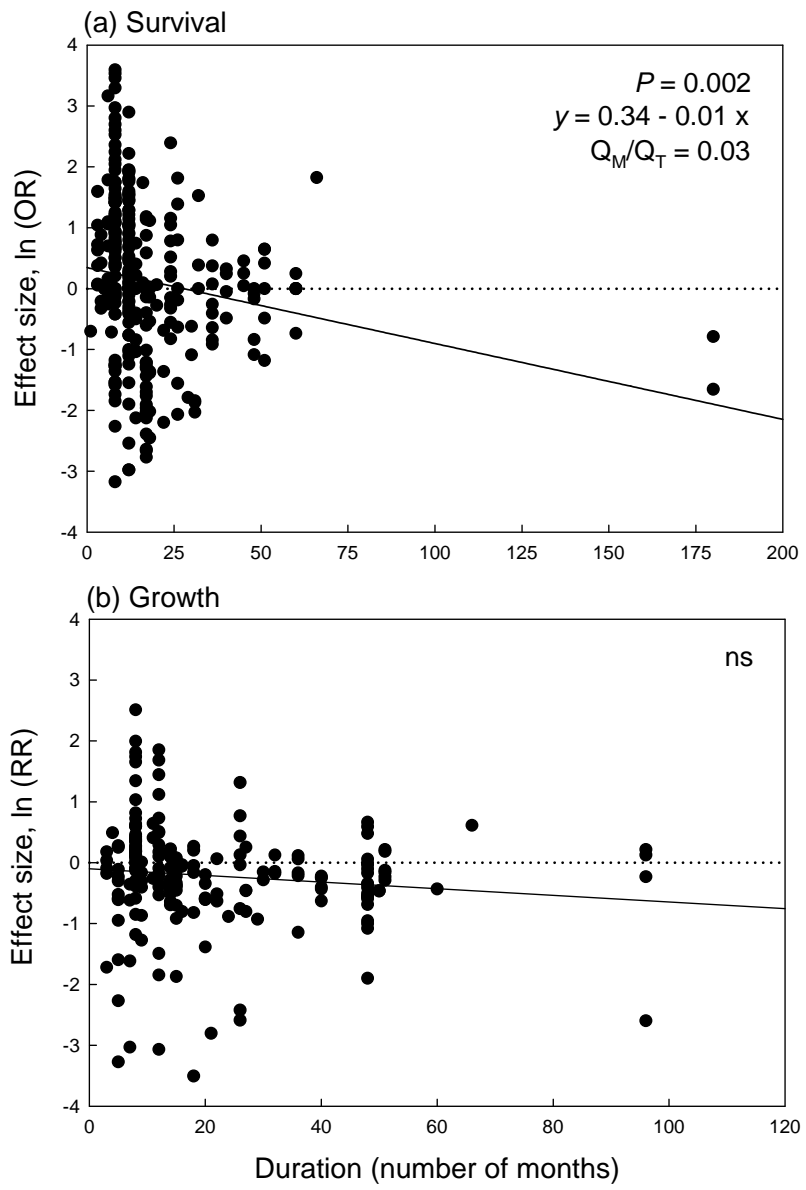 (a) Survival
4
3
2
1
0
-1
-2
-3
-4
Effect size, ln (OR)
P = 0.002
y = 0.34 - 0.01 x
Q_M/Q_T = 0.03
0 25 50 75 100 125 150 175 200
(b) Growth
4
3
2
1
0
-1
-2
-3
-4
Effect size, ln (RR)
ns
0 20 40 60 80 100 120
Duration (number of months)